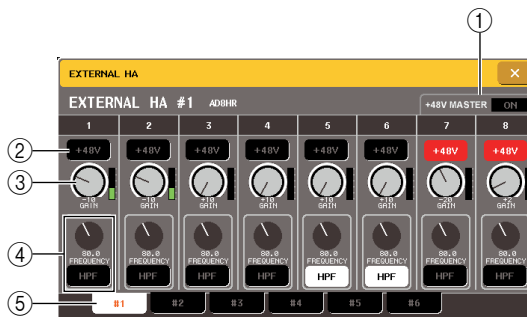 ①
EXTERNAL HA
×
EXTERNAL HA #1 AD8HR +48V MASTER ON
1 2 3 4 5 6 7 8
② +48V +48V +48V +48V +48V +48V +48V +48V
③
-10 -10 +10 +10 +10 +10 -20 +2
GAIN GAIN GAIN GAIN GAIN GAIN GAIN GAIN
④
80.0 80.0 80.0 80.0 80.0 80.0 80.0 80.0
FREQUENCY FREQUENCY FREQUENCY FREQUENCY FREQUENCY FREQUENCY FREQUENCY FREQUENCY
HPF HPF HPF HPF HPF HPF HPF HPF
⑤ #1 #2 #3 #4 #5 #6